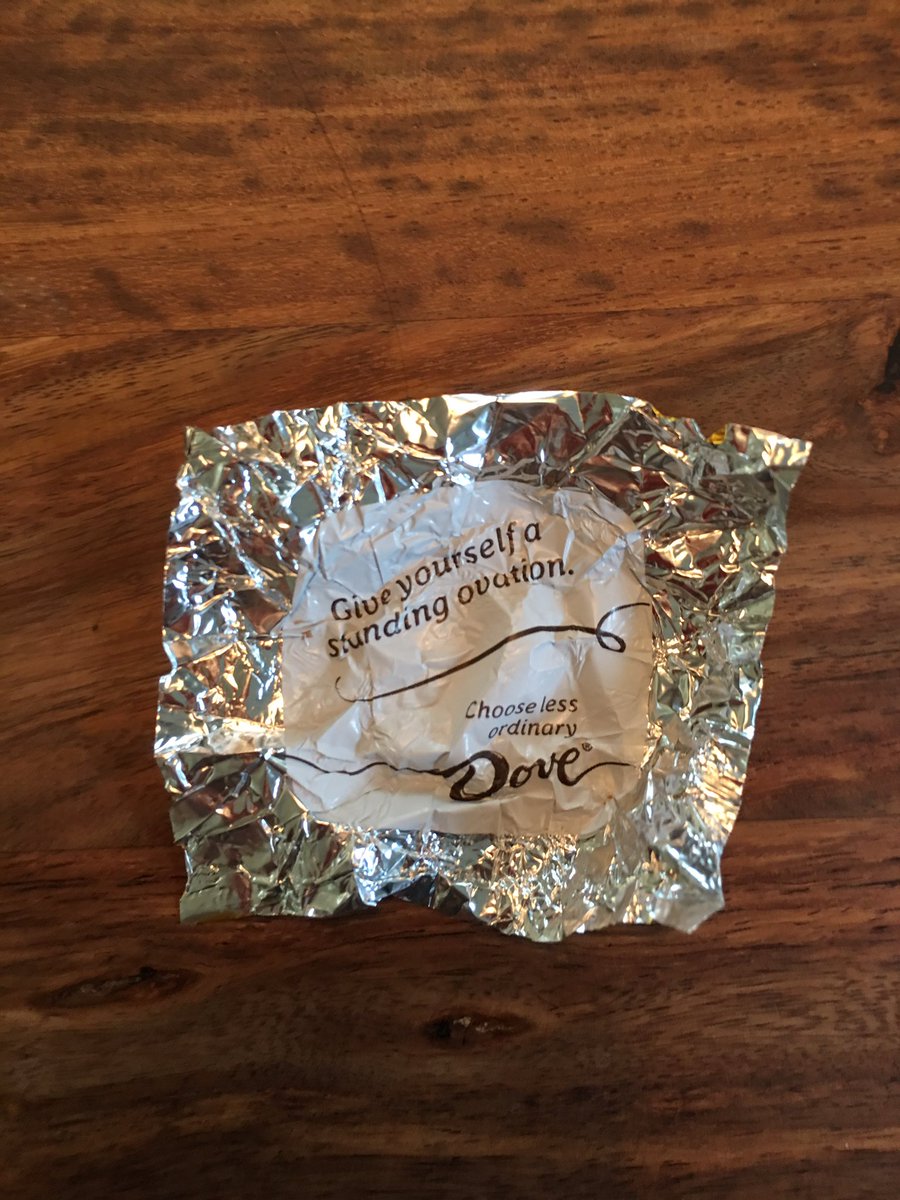 Give yourself a
standing ovation.
Choose less
ordinary
Dove®